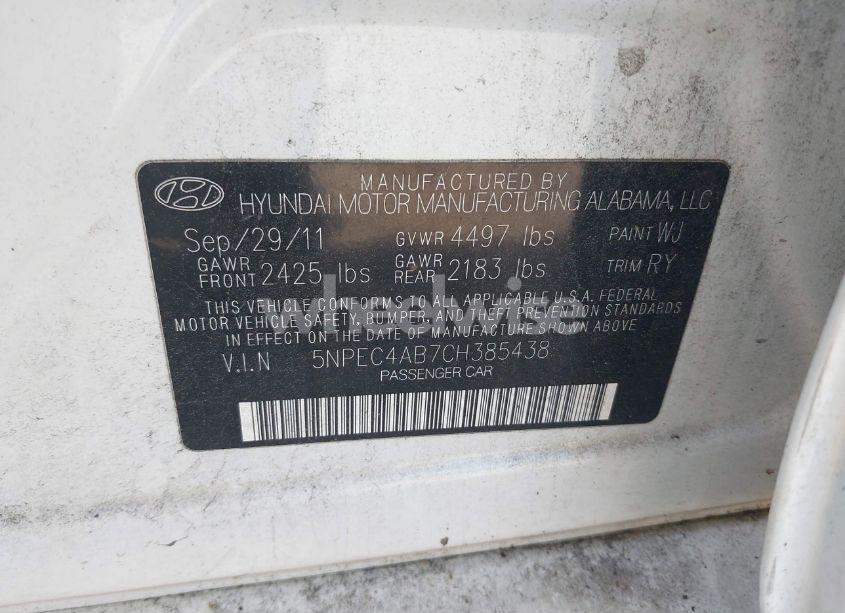 MANUFACTURED BY
HYUNDAI MOTOR MANUFACTURING ALABAMA, LLC
Sep/29/11 GVWR 4497 lbs PAINT WJ
GAWR FRONT 2425 lbs GAWR REAR 2183 lbs TRIM RY
THIS VEHICLE CONFORMS TO ALL APPLICABLE U.S.A. FEDERAL
MOTOR VEHICLE SAFETY, BUMPER, AND THEFT PREVENTION STANDARDS
IN EFFECT ON THE DATE OF MANUFACTURE SHOWN ABOVE.
V.I.N 5NPEC4AB7CH385438
PASSENGER CAR
wheelwise